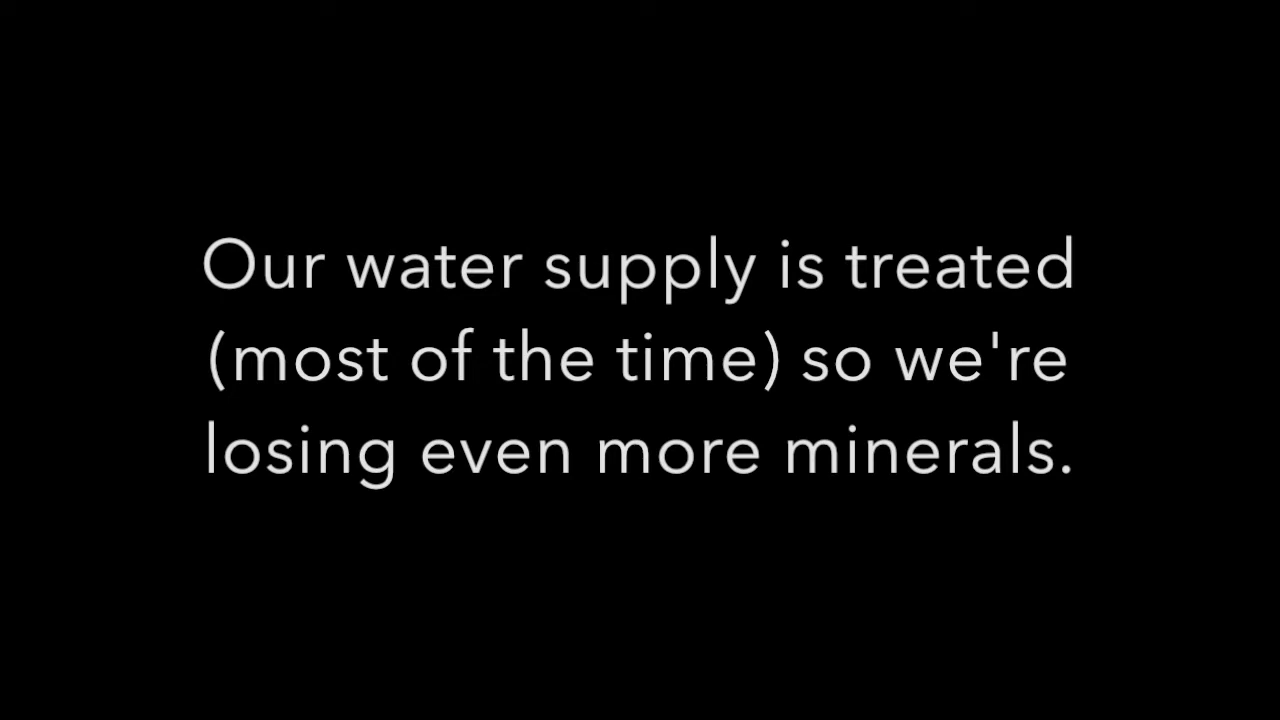 Our water supply is treated
(most of the time) so we're
losing even more minerals.